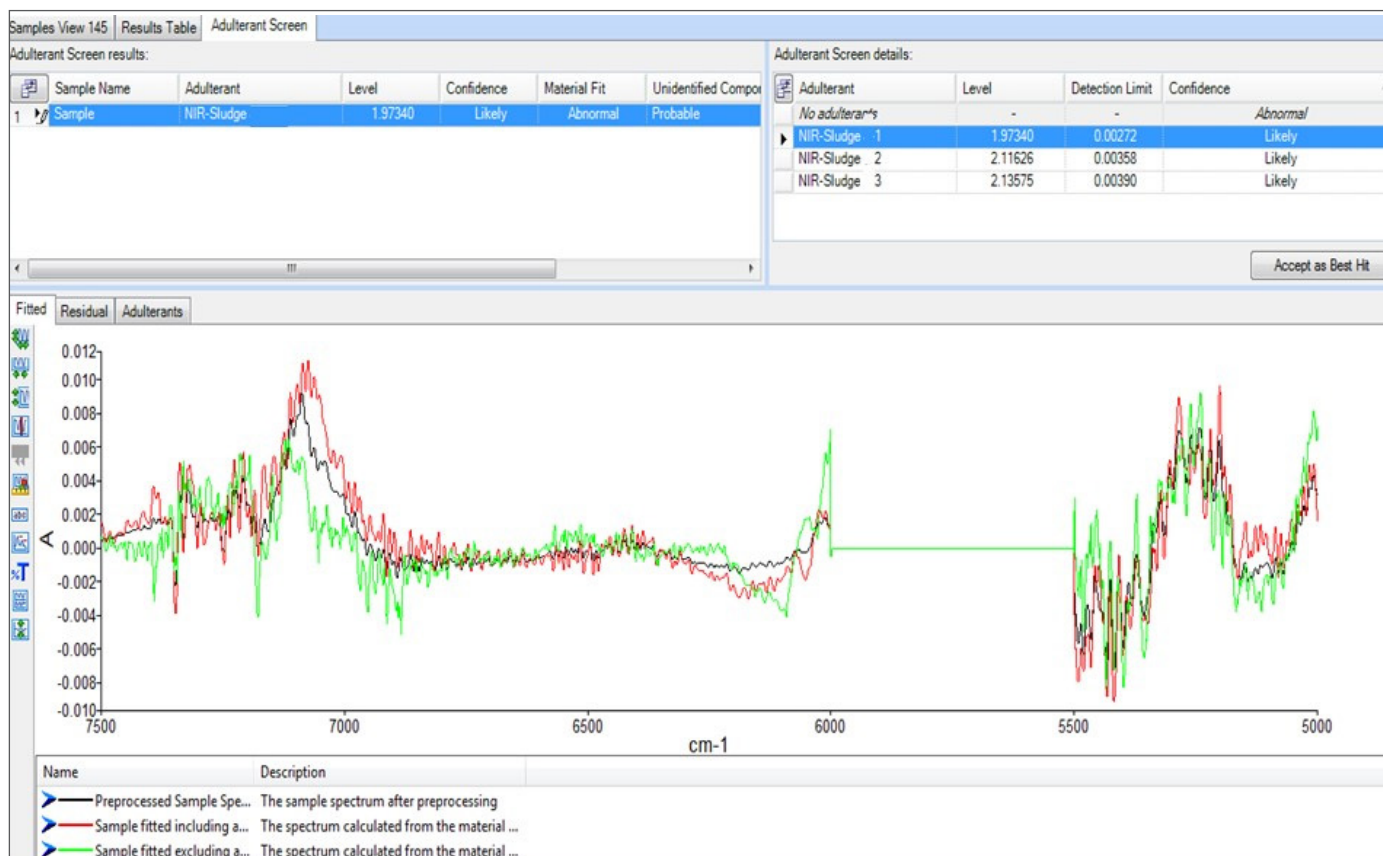 Samples View 145 Results Table Adulterant Screen
Adulterant Screen results:
Sample Name Adulterant Level Confidence Material Fit Unidentified Compo
1 Sample NIR-Sludge 1.97340 Likely Abnormal Probable
Adulterant Screen details:
Adulterant Level Detection Limit Confidence
No adulterants - - Abnormal
NIR-Sludge -1 1.97340 0.00272 Likely
NIR-Sludge 2 2.11626 0.00358 Likely
NIR-Sludge 3 2.13575 0.00390 Likely
Accept as Best Hit
Fitted Residual Adulterants
0.012
0.010
0.008
0.006
0.004
0.002
0.000
-0.002
-0.004
-0.006
-0.008
-0.010
A
abc
%T
7500 7000 6500 6000 5500 5000
cm-1
Name Description
Preprocessed Sample Spe... The sample spectrum after preprocessing
Sample fitted including a... The spectrum calculated from the material ...
Sample fitted excluding a... The spectrum calculated from the material ...